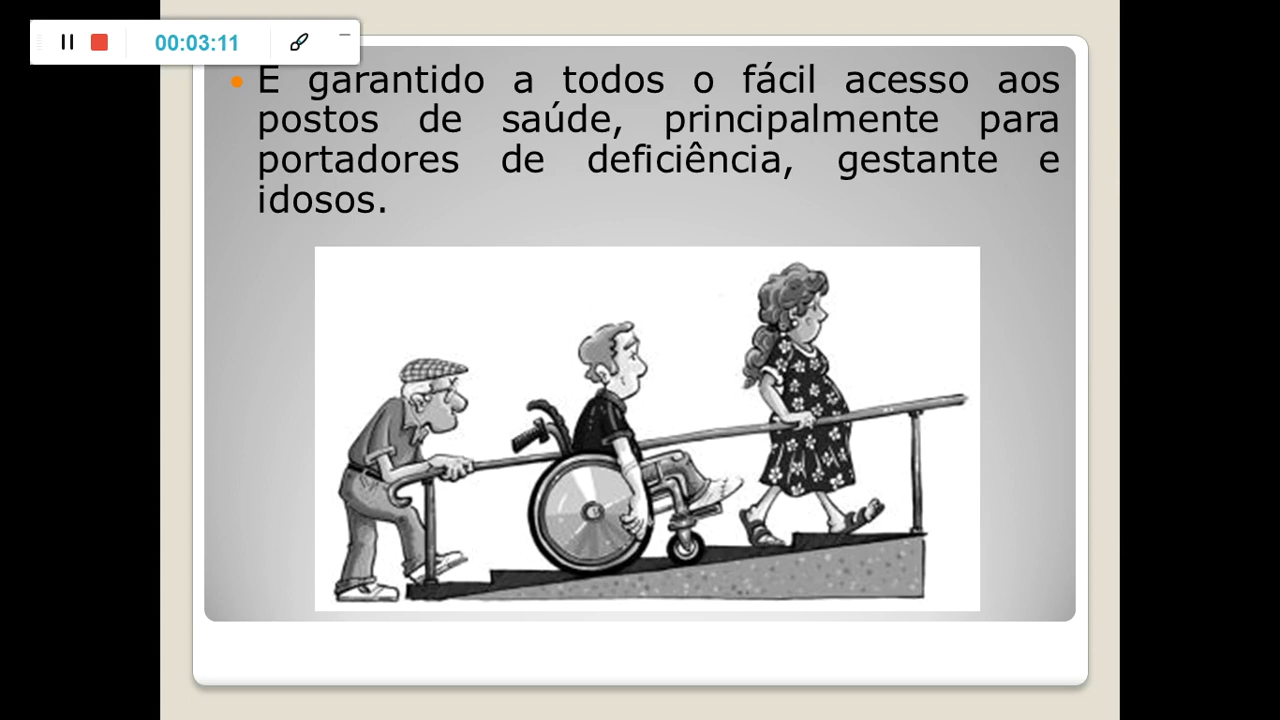 00:03:11
É garantido a todos o fácil acesso aos
postos de saúde, principalmente para
portadores de deficiência, gestante e
idosos.